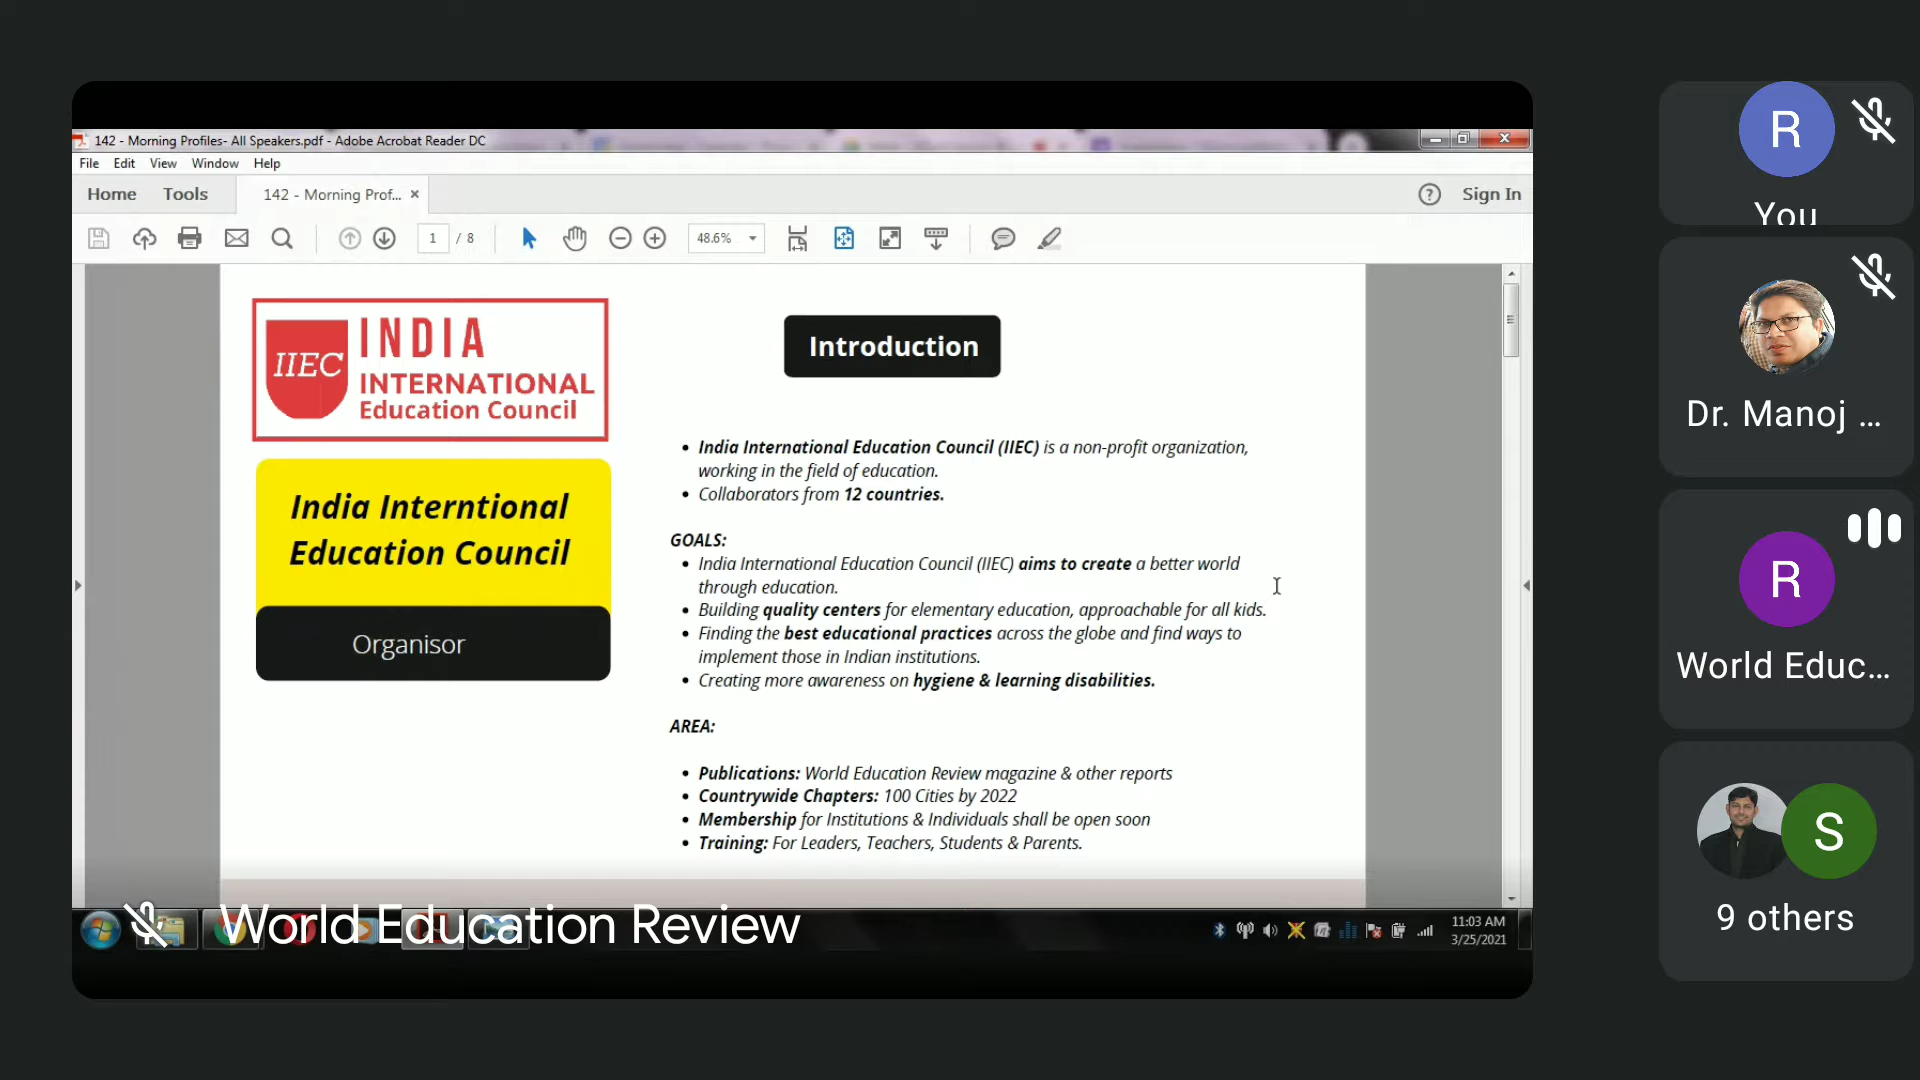 142 - Morning Profiles- All Speakers.pdf - Adobe Acrobat Reader DC
File Edit View Window Help
Home Tools 142 - Morning Prof... × Sign In
1 / 8 48.6%
IIEC
INDIA
INTERNATIONAL
Education Council
India Interntional
Education Council
Organisor
Introduction
• India International Education Council (IIEC) is a non-profit organization,
working in the field of education.
• Collaborators from 12 countries.
GOALS:
• India International Education Council (IIEC) aims to create a better world
through education.
• Building quality centers for elementary education, approachable for all kids.
• Finding the best educational practices across the globe and find ways to
implement those in Indian institutions.
• Creating more awareness on hygiene & learning disabilities.
AREA:
• Publications: World Education Review magazine & other reports
• Countrywide Chapters: 100 Cities by 2022
• Membership for Institutions & Individuals shall be open soon
• Training: For Leaders, Teachers, Students & Parents.
World Education Review
11:03 AM
3/25/2021
R
You
Dr. Manoj ...
R
World Educ...
S
9 others